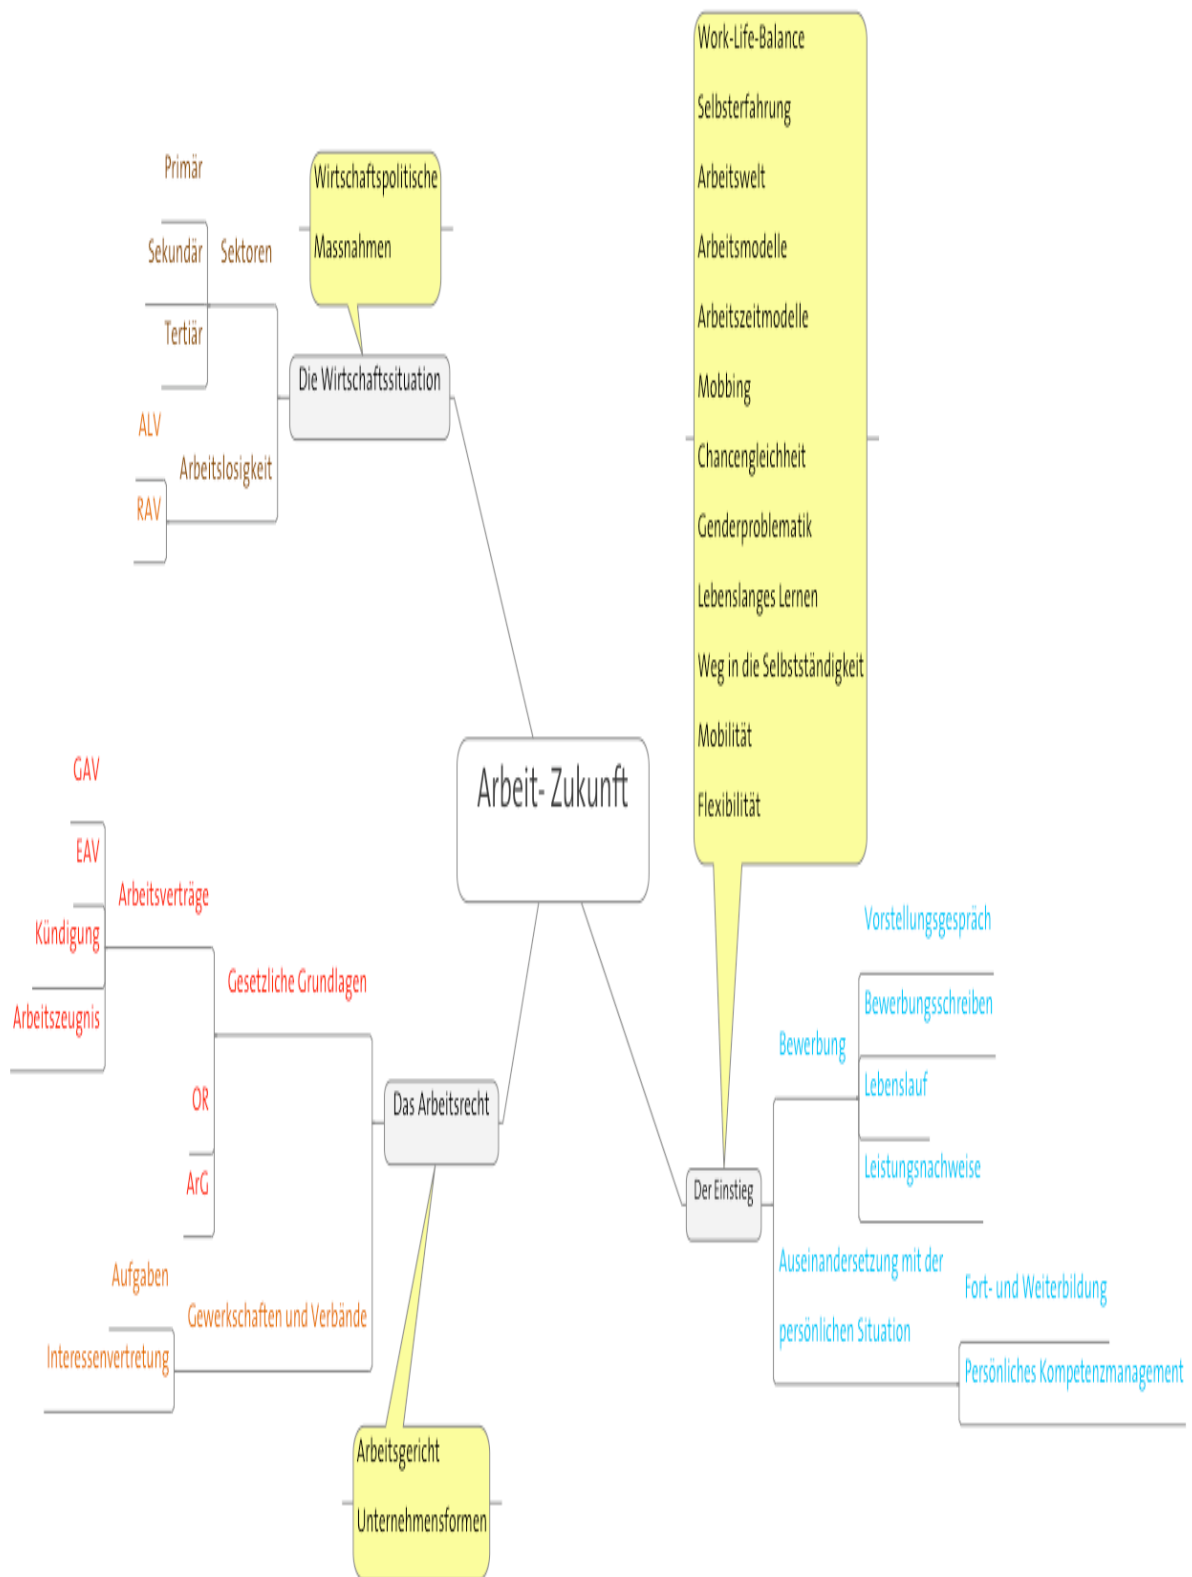 Arbeit- Zukunft
Die Wirtschaftssituation
Wirtschaftspolitische
Massnahmen
Sektoren
Primär
Sekundär
Tertiär
Arbeitslosigkeit
ALV
RAV
Das Arbeitsrecht
Gesetzliche Grundlagen
Arbeitsverträge
GAV
EAV
Kündigung
Arbeitszeugnis
OR
ArG
Gewerkschaften und Verbände
Aufgaben
Interessenvertretung
Arbeitsgericht
Unternehmensformen
Der Einstieg
Work-Life-Balance
Selbsterfahrung
Arbeitswelt
Arbeitsmodelle
Arbeitszeitmodelle
Mobbing
Chancengleichheit
Genderproblematik
Lebenslanges Lernen
Weg in die Selbstständigkeit
Mobilität
Flexibilität
Bewerbung
Vorstellungsgespräch
Bewerbungsschreiben
Lebenslauf
Leistungsnachweise
Auseinandersetzung mit der
persönlichen Situation
Fort- und Weiterbildung
Persönliches Kompetenzmanagement